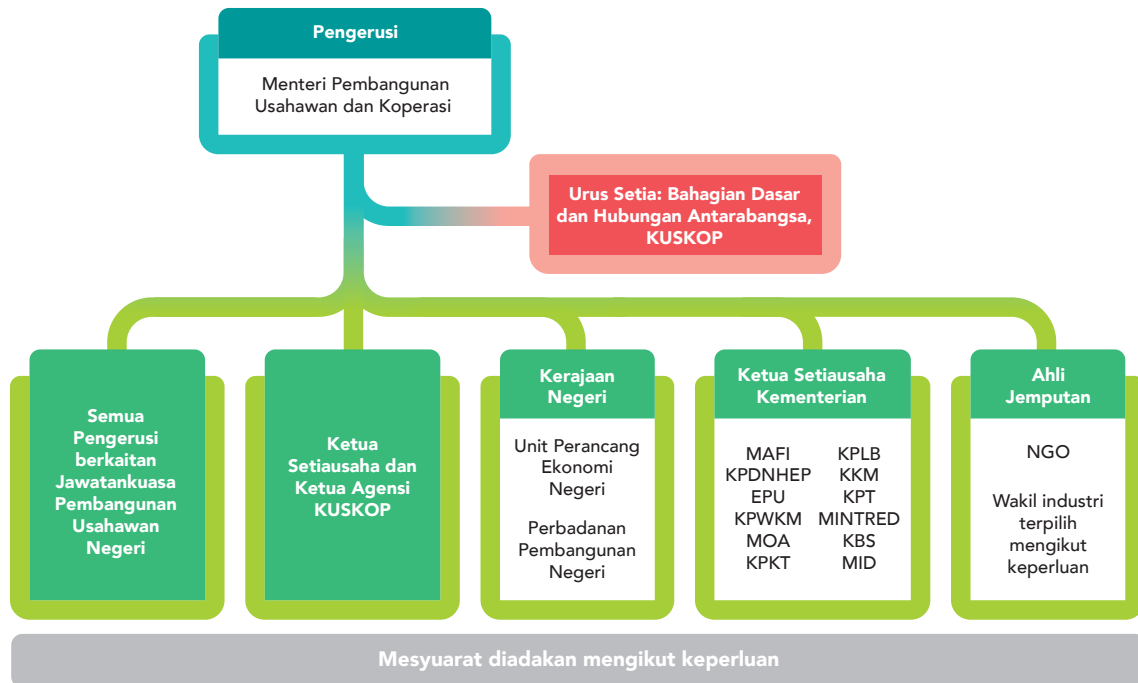 Pengerusi
Menteri Pembangunan
Usahawan dan Koperasi
Urus Setia: Bahagian Dasar
dan Hubungan Antarabangsa,
KUSKOP
Semua
Pengerusi
berkaitan
Jawatankuasa
Pembangunan
Usahawan
Negeri
Ketua
Setiausaha dan
Ketua Agensi
KUSKOP
Kerajaan
Negeri
Unit Perancang
Ekonomi
Negeri
Perbadanan
Pembangunan
Negeri
Ketua Setiausaha
Kementerian
MAFI
KPDNHEP
EPU
KPWKM
MOA
KPKT
KPLB
KKM
KPT
MINTRED
KBS
MID
Ahli
Jemputan
NGO
Wakil industri
terpilih
mengikut
keperluan
Mesyuarat diadakan mengikut keperluan